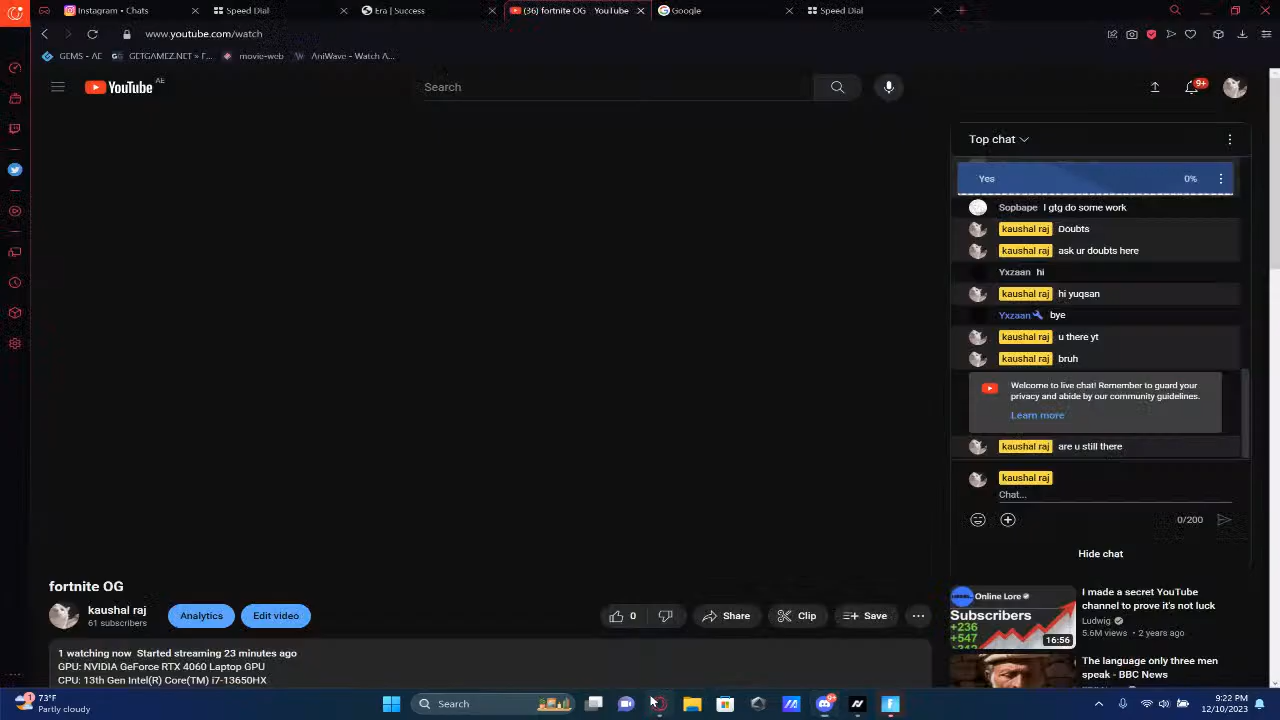 Instagram • Chats
Speed Dial
Era | Success
(36) fortnite OG - YouTube
Google
Speed Dial
www.youtube.com/watch
GEMS - AE
GETGAMEZ.NET » F...
movie-web
AniWave - Watch A...
YouTube AE
Search
9+
Top chat
Yes 0%
Sopbape I gtg do some work
kaushal raj Doubts
kaushal raj ask ur doubts here
Yxzaan hi
kaushal raj hi yuqsan
Yxzaan bye
kaushal raj u there yt
kaushal raj bruh
Welcome to live chat! Remember to guard your
privacy and abide by our community guidelines.
Learn more
kaushal raj are u still there
kaushal raj
Chat...
0/200
Hide chat
fortnite OG
kaushal raj
61 subscribers
Analytics
Edit video
0
Share
Clip
Save
1 watching now Started streaming 23 minutes ago
GPU: NVIDIA GeForce RTX 4060 Laptop GPU
CPU: 13th Gen Intel(R) Core(TM) i7-13650HX
Online Lore
Subscribers
+236
+547
16:56
I made a secret YouTube
channel to prove it's not luck
Ludwig
5.6M views • 2 years ago
The language only three men
speak - BBC News
1
73°F
Partly cloudy
Search
9+
9:22 PM
12/10/2023